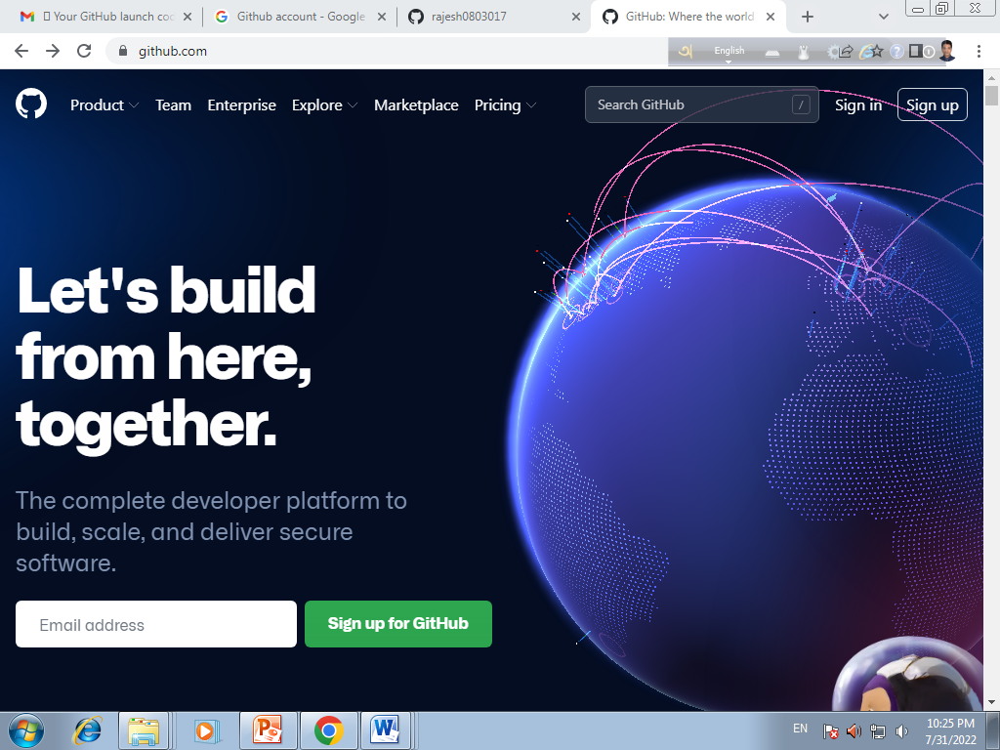 Your GitHub launch coc
Github account - Google
rajesh0803017
GitHub: Where the world
github.com
English
Product
Team
Enterprise
Explore
Marketplace
Pricing
Search GitHub
/
Sign in
Sign up
Let's build
from here,
together.
The complete developer platform to
build, scale, and deliver secure
software.
Email address
Sign up for GitHub
EN
10:25 PM
7/31/2022